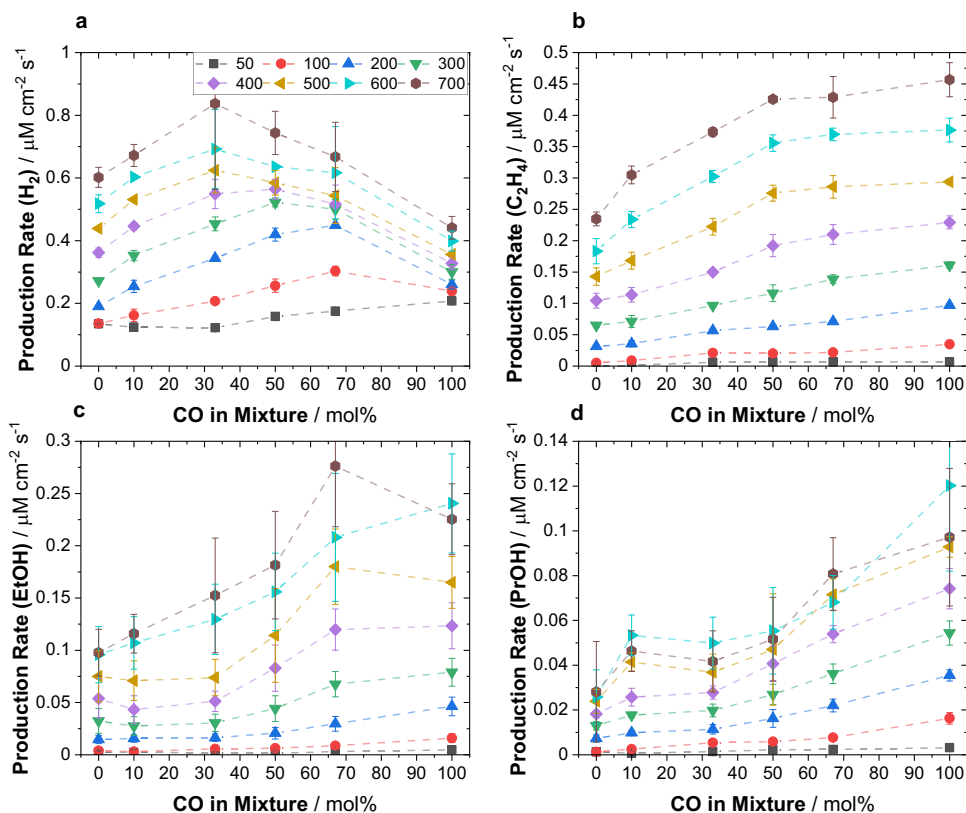 a
Production Rate (H2) / μM cm-2 s-1
1
0.8
0.6
0.4
0.2
0
50 100 200 300
400 500 600 700
0 10 20 30 40 50 60 70 80 90 100
CO in Mixture / mol%
b
Production Rate (C2H4) / μM cm-2 s-1
0.5
0.45
0.4
0.35
0.3
0.25
0.2
0.15
0.1
0.05
0
0 10 20 30 40 50 60 70 80 90 100
CO in Mixture / mol%
c
Production Rate (EtOH) / μM cm-2 s-1
0.3
0.25
0.2
0.15
0.1
0.05
0
0 10 20 30 40 50 60 70 80 90 100
CO in Mixture / mol%
d
Production Rate (PrOH) / μM cm-2 s-1
0.14
0.12
0.1
0.08
0.06
0.04
0.02
0
0 10 20 30 40 50 60 70 80 90 100
CO in Mixture / mol%